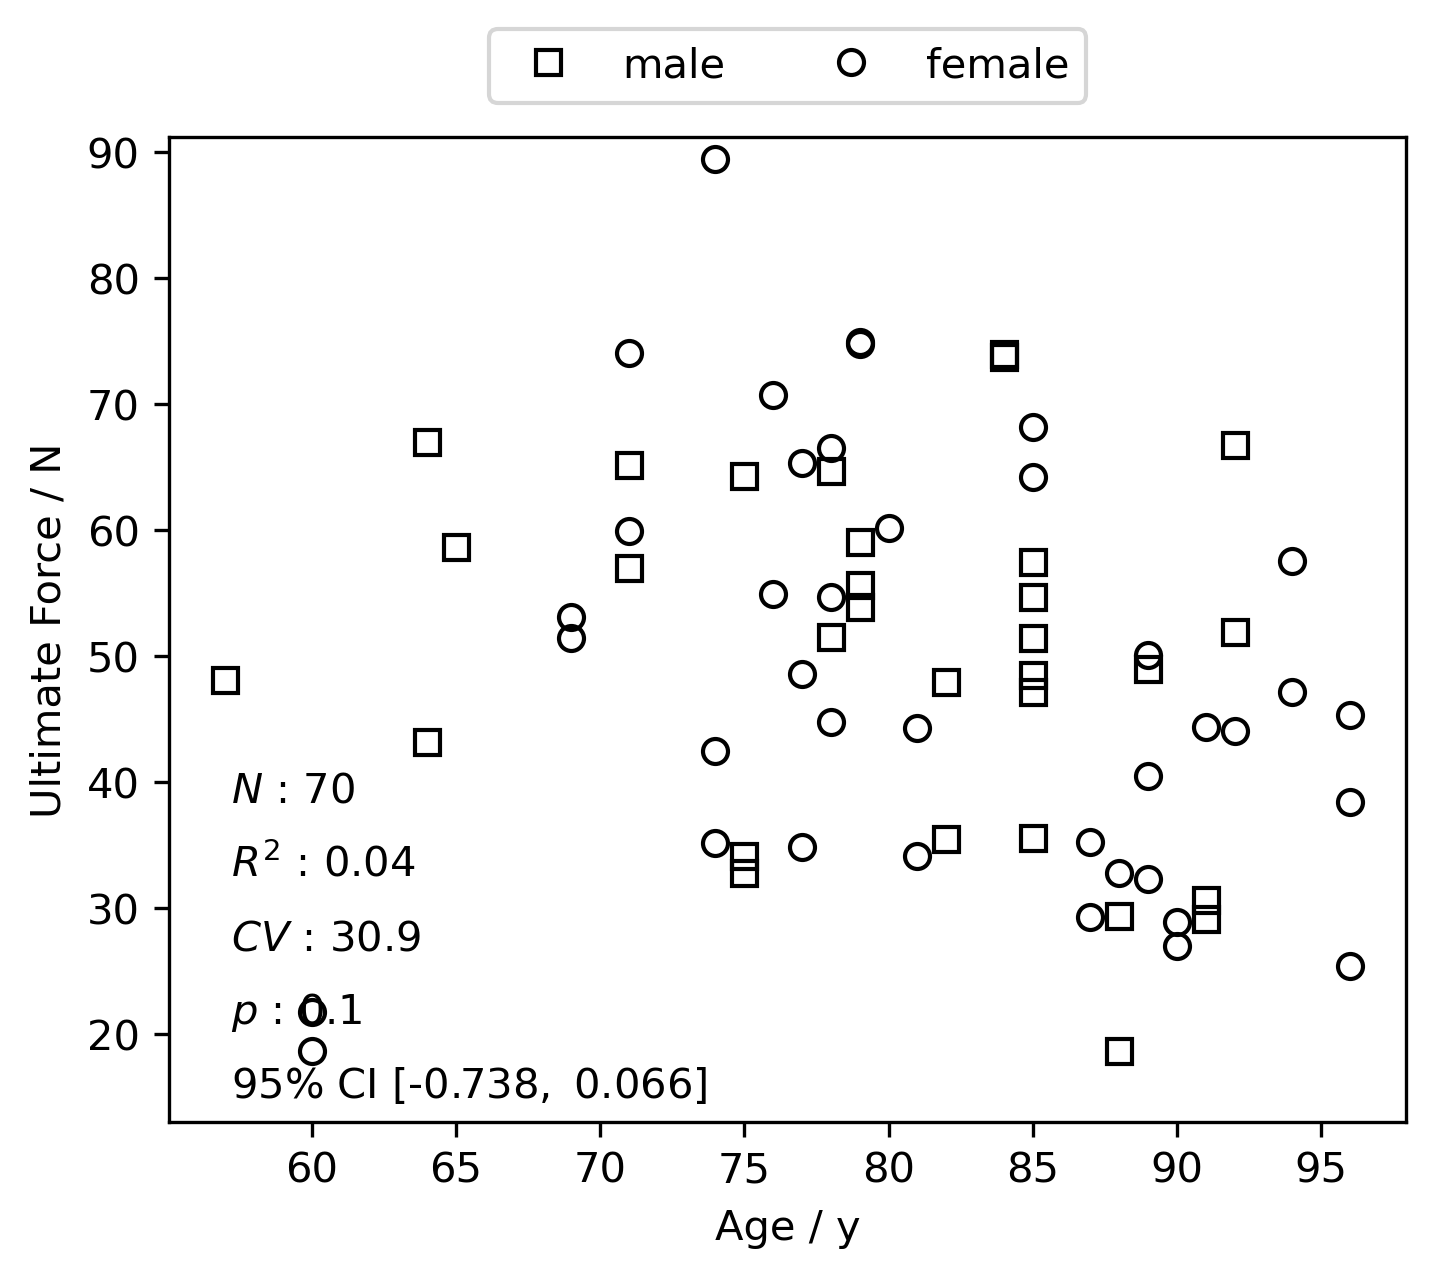 male female
90
80
70
60
50
40
30
20
Ultimate Force / N
N : 70
R² : 0.04
CV : 30.9
p : 0.1
95% CI [-0.738, 0.066]
60 65 70 75 80 85 90 95
Age / y